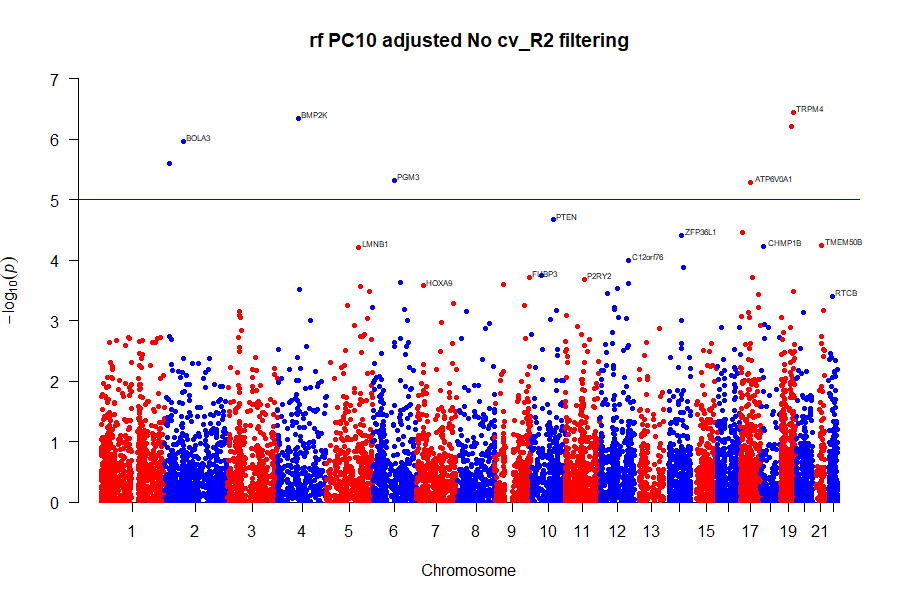 rf PC10 adjusted No cv_R2 filtering
7
TRPM4
BMP2K
6
BOLA3
PGM3
ATP6V0A1
5
PTEN
ZFP36L1
LMNB1
CHMP1B
TMEM50B
4
C12orf76
FUBP3
P2RY2
HOXA9
RTCB
3
2
1
0
−log10(p)
1 2 3 4 5 6 7 8 9 10 11 12 13 15 17 19 21
Chromosome